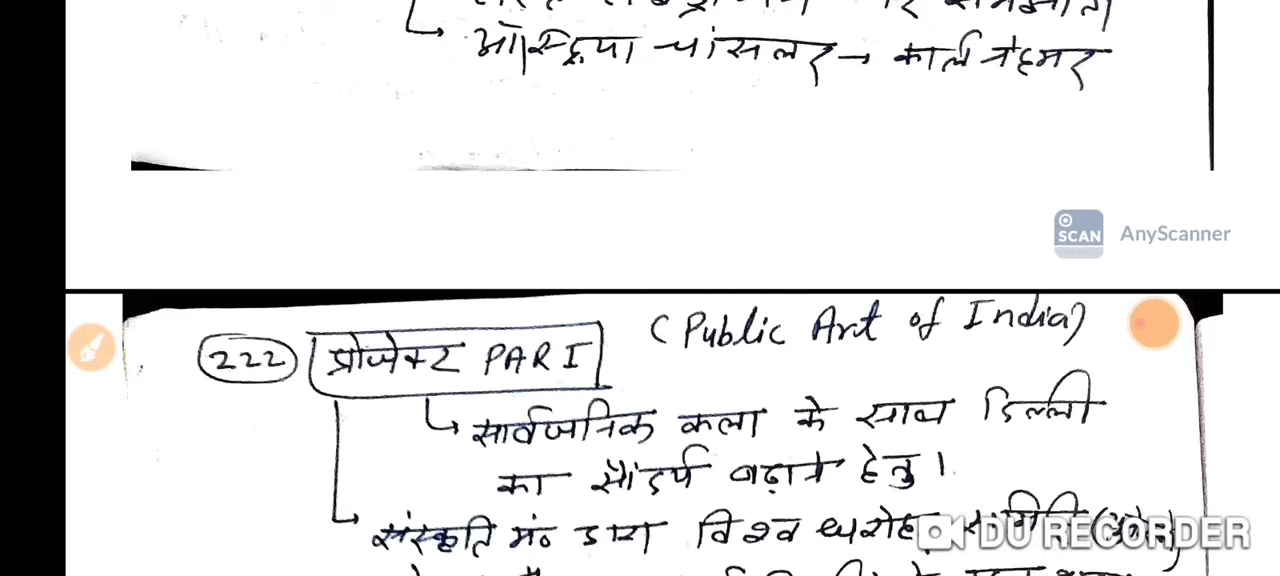 ऑस्ट्रिया चांसलर → कार्ल नेहमर
SCAN AnyScanner
(Public Art of India)
222 प्रोजेक्ट PARI
सार्वजनिक कला के साथ दिल्ली
का सौंदर्य बढ़ाने हेतु।
संस्कृति मं० द्वारा विश्व धरोहर समिति
DU RECORDER